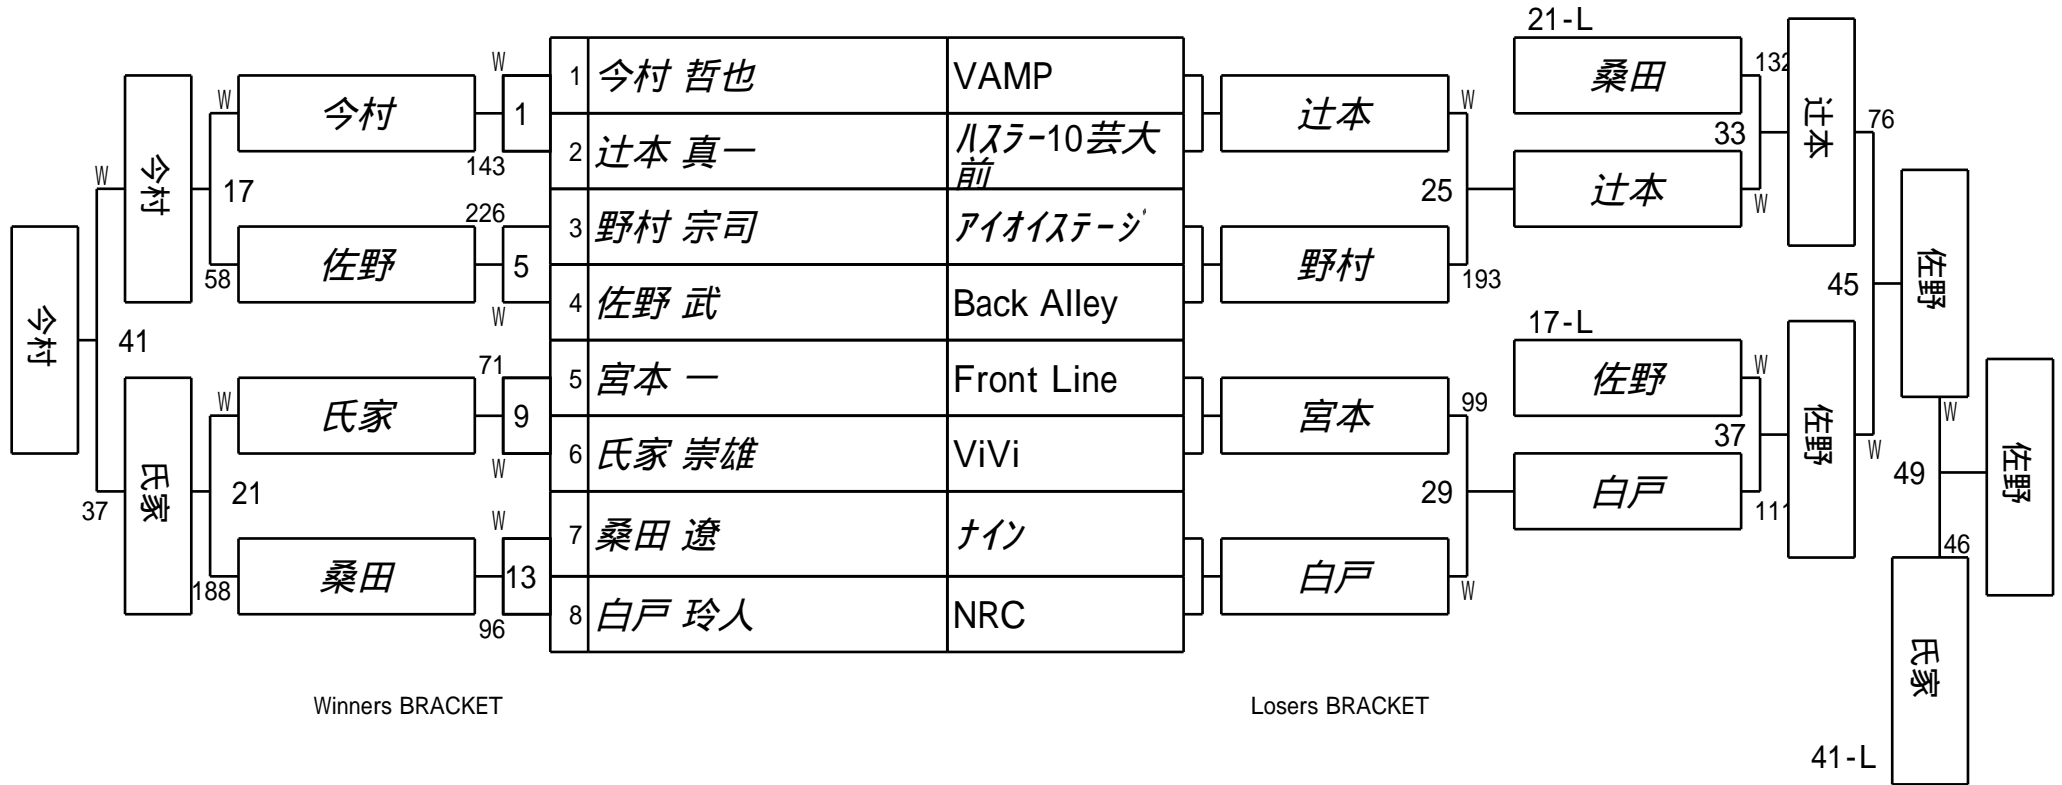 21-L
W
1 今村 哲也 VAMP
W
今村
1
辻本
W
桑田
132
2 辻本 真一 ﾊｽﾗｰ10芸大前
143
33
辻本
76
W
今村
17
25
辻本
W
226
3 野村 宗司 ｱｲｵｲｽﾃｰｼﾞ
58
佐野
5
野村
193
4 佐野 武 Back Alley
W
45
佐野
今村
41
17-L
71
5 宮本 一 Front Line
W
氏家
9
宮本
99
佐野
W
W
6 氏家 崇雄 ViVi
W
37
佐野
W
49
佐野
37
氏家
21
29
白戸
111
W
7 桑田 遼 ﾅｲﾝ
188
桑田
13
白戸
W
46
96
8 白戸 玲人 NRC
氏家
Winners BRACKET
Losers BRACKET
41-L